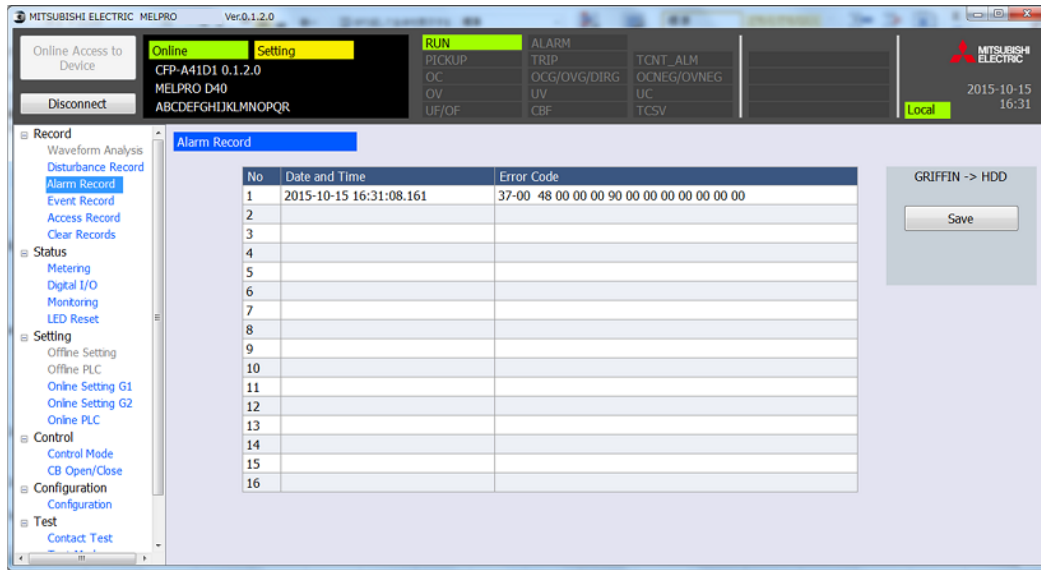 MITSUBISHI ELECTRIC MELPRO Ver.0.1.2.0
Online Access to
Device
Disconnect
Online Setting
CFP-A41D1 0.1.2.0
MELPRO D40
ABCDEFGHIJKLMNOPQR
RUN ALARM
PICKUP TRIP TCNT_ALM
OC OCG/OVG/DIRG OCNEG/OVNEG
OV UV UC
UF/OF CBF TCSV
MITSUBISHI
ELECTRIC
2015-10-15
Local 16:31
Record
Waveform Analysis
Disturbance Record
Alarm Record
Event Record
Access Record
Clear Records
Status
Metering
Digital I/O
Monitoring
LED Reset
Setting
Offline Setting
Offline PLC
Online Setting G1
Online Setting G2
Online PLC
Control
Control Mode
CB Open/Close
Configuration
Configuration
Test
Contact Test
Alarm Record
No Date and Time Error Code
1 2015-10-15 16:31:08.161 37-00 48 00 00 00 90 00 00 00 00 00 00 00
2
3
4
5
6
7
8
9
10
11
12
13
14
15
16
GRIFFIN -> HDD
Save